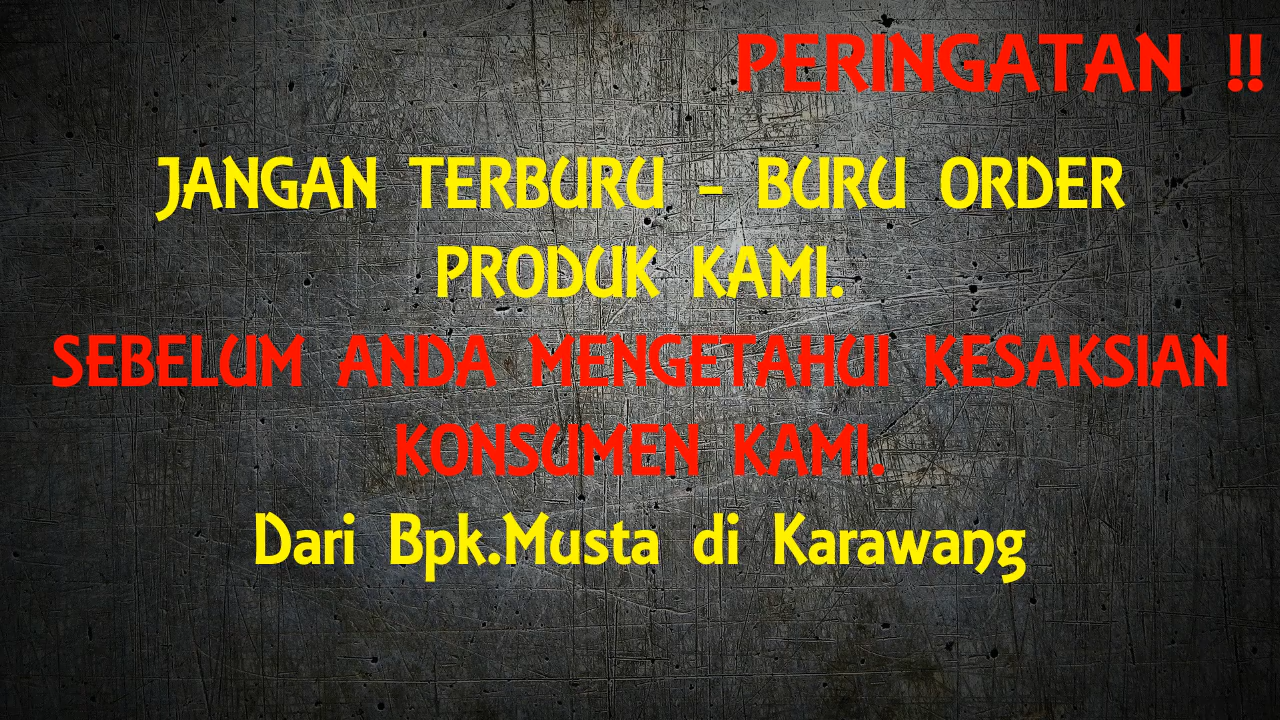 PERINGATAN !!
JANGAN TERBURU - BURU ORDER
PRODUK KAMI.
SEBELUM ANDA MENGETAHUI KESAKSIAN
KONSUMEN KAMI.
Dari Bpk.Musta di Karawang